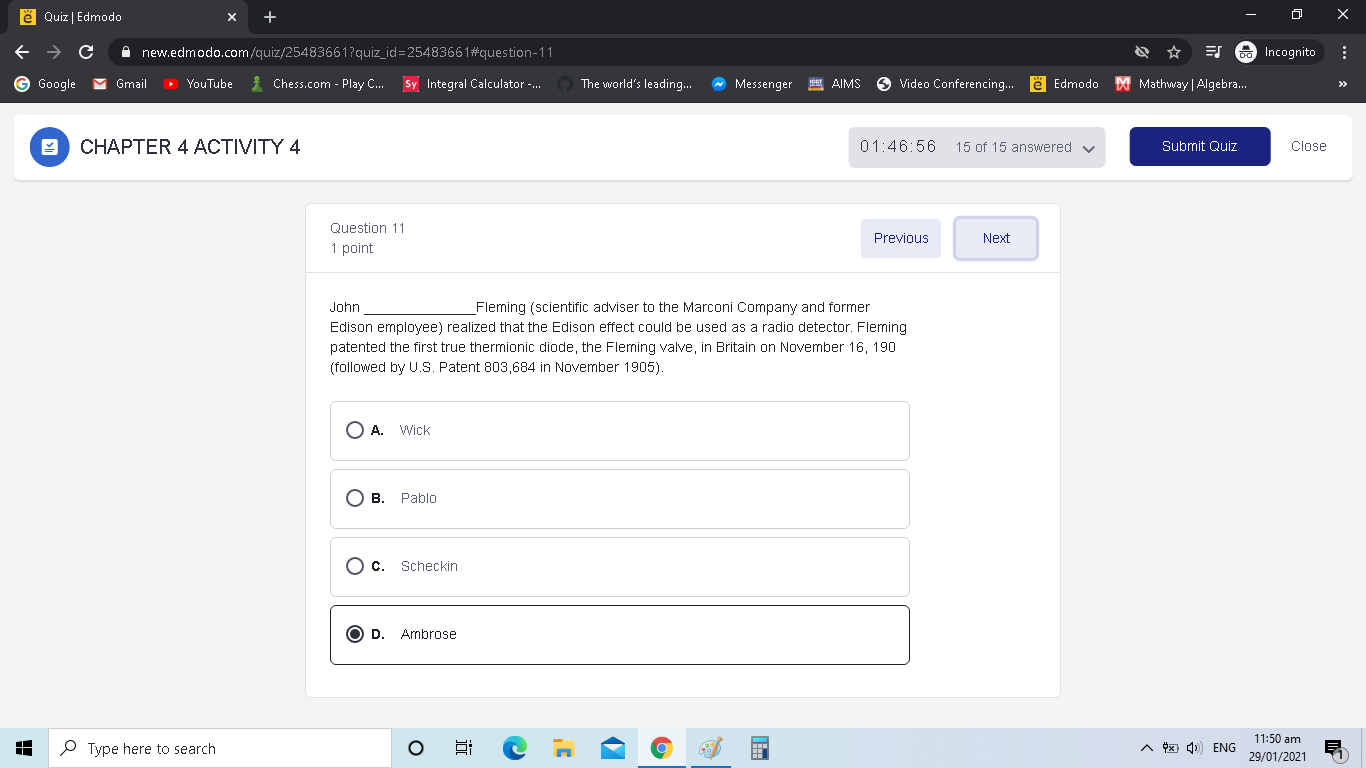 Quiz | Edmodo
new.edmodo.com/quiz/25483661?quiz_id=25483661#question-11
Incognito
Google Gmail YouTube Chess.com - Play C... Sy Integral Calculator -... The world's leading... Messenger AIMS Video Conferencing... Edmodo Mathway | Algebra... »
CHAPTER 4 ACTIVITY 4
01:46:56 15 of 15 answered
Submit Quiz
Close
Question 11
1 point
Previous
Next
John ______________Fleming (scientific adviser to the Marconi Company and former
Edison employee) realized that the Edison effect could be used as a radio detector. Fleming
patented the first true thermionic diode, the Fleming valve, in Britain on November 16, 190
(followed by U.S. Patent 803,684 in November 1905).
A. Wick
B. Pablo
C. Scheckin
D. Ambrose
Type here to search
ENG
11:50 am
29/01/2021
1